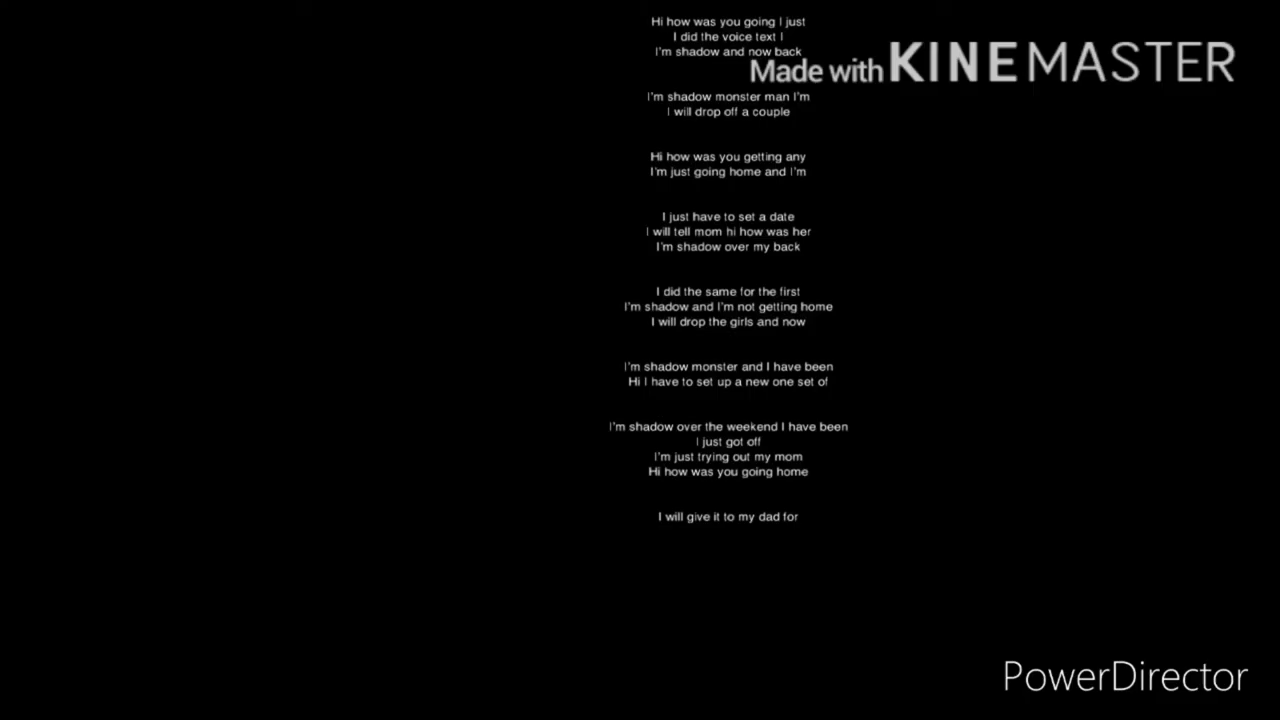 Hi how was you going I just
I did the voice text I
I'm shadow and now back
Made with KINEMASTER
I'm shadow monster man I'm
I will drop off a couple
Hi how was you getting any
I'm just going home and I'm
I just have to set a date
I will tell mom hi how was her
I'm shadow over my back
I did the same for the first
I'm shadow and I'm not getting home
I will drop the girls and now
I'm shadow monster and I have been
Hi I have to set up a new one set of
I'm shadow over the weekend I have been
I just got off
I'm just trying out my mom
Hi how was you going home
I will give it to my dad for
PowerDirector